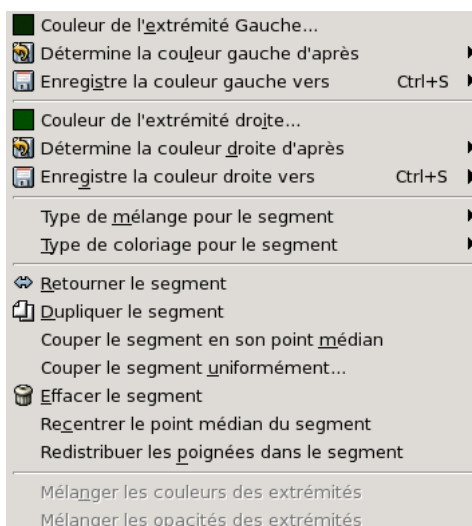 Couleur de l'extrémité Gauche...
Détermine la couleur gauche d'après
Enregistre la couleur gauche vers Ctrl+S
Couleur de l'extrémité droite...
Détermine la couleur droite d'après
Enregistre la couleur droite vers Ctrl+S
Type de mélange pour le segment
Type de coloriage pour le segment
Retourner le segment
Dupliquer le segment
Couper le segment en son point médian
Couper le segment uniformément...
Effacer le segment
Recentrer le point médian du segment
Redistribuer les poignées dans le segment
Mélanger les couleurs des extrémités
Mélanger les opacités des extrémités